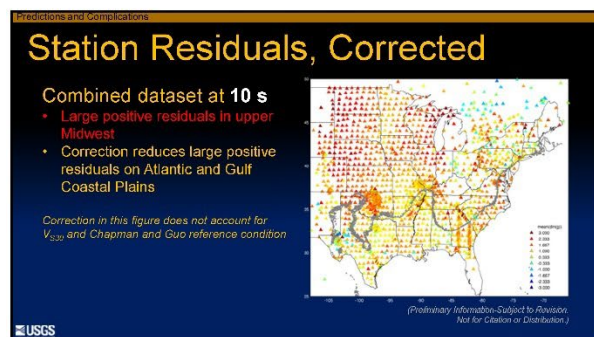 Predictions and Complications
Station Residuals, Corrected
Combined dataset at 10 s
• Large positive residuals in upper
Midwest
• Correction reduces large positive
residuals on Atlantic and Gulf
Coastal Plains
Correction in this figure does not account for
VS30 and Chapman and Guo reference condition
(Preliminary Information-Subject to Revision.
Not for Citation or Distribution.)
USGS